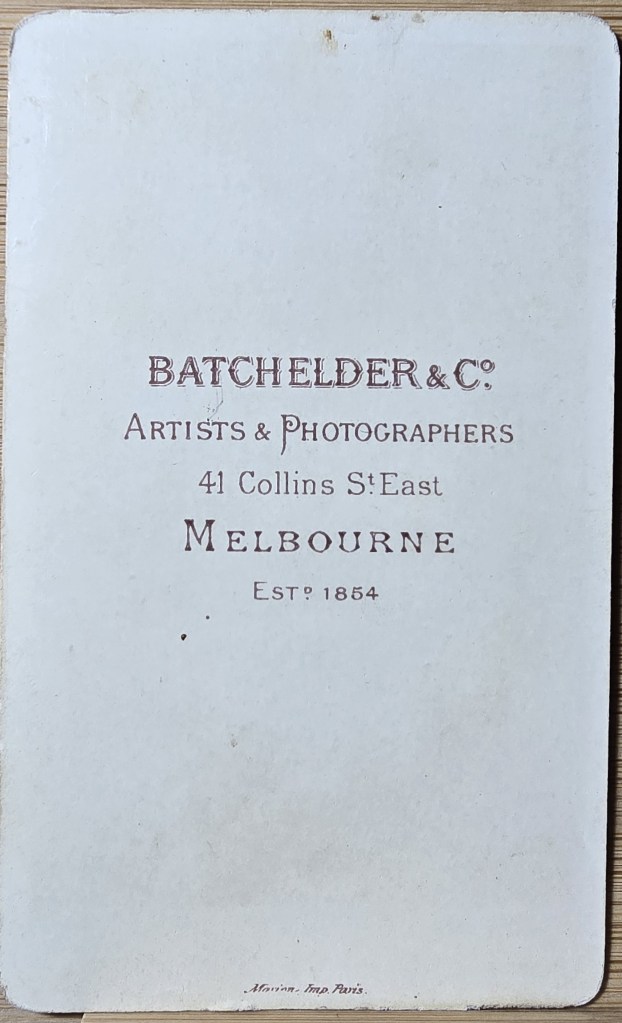 BATCHELDER & Cº.
ARTISTS & PHOTOGRAPHERS
41 Collins St East
MELBOURNE
ESTD 1854
Marion. Imp. Paris.